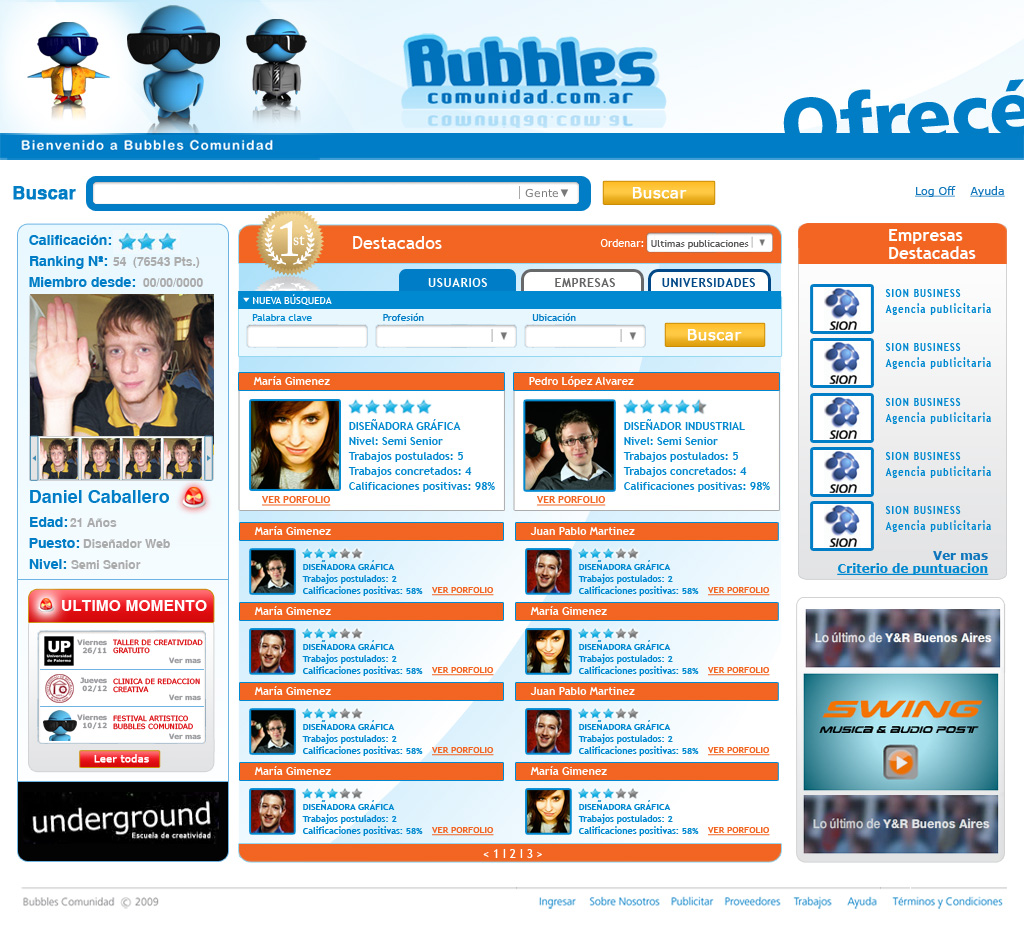 Bubbles
comunidad.com.ar
Ofrecé
Bienvenido a Bubbles Comunidad
Buscar
Gente▼
Buscar
Log Off
Ayuda
Calificación:
Ranking Nª: 54 (76543 Pts.)
Miembro desde: 00/00/0000
Daniel Caballero
Edad: 21 Años
Puesto: Diseñador Web
Nivel: Semi Senior
ULTIMO MOMENTO
UP
Universidad
de Palermo
Viernes
26/11
TALLER DE CREATIVIDAD
GRATUITO
Ver mas
Jueves
02/12
CLINICA DE REDACCION
CREATIVA
Ver mas
Viernes
10/12
FESTIVAL ARTISTICO
BUBBLES COMUNIDAD
Ver mas
Leer todas
underground
Escuela de creatividad
1st
Destacados
Ordenar:
Ultimas publicaciones
USUARIOS
EMPRESAS
UNIVERSIDADES
NUEVA BÚSQUEDA
Palabra clave
Profesión
Ubicación
Buscar
María Gimenez
DISEÑADORA GRÁFICA
Nivel: Semi Senior
Trabajos postulados: 5
Trabajos concretados: 4
Calificaciones positivas: 98%
VER PORFOLIO
Pedro López Alvarez
DISEÑADOR INDUSTRIAL
Nivel: Semi Senior
Trabajos postulados: 5
Trabajos concretados: 4
Calificaciones positivas: 98%
VER PORFOLIO
María Gimenez
DISEÑADORA GRÁFICA
Trabajos postulados: 2
Calificaciones positivas: 58%
VER PORFOLIO
Juan Pablo Martinez
DISEÑADORA GRÁFICA
Trabajos postulados: 2
Calificaciones positivas: 58%
VER PORFOLIO
María Gimenez
DISEÑADORA GRÁFICA
Trabajos postulados: 2
Calificaciones positivas: 58%
VER PORFOLIO
María Gimenez
DISEÑADORA GRÁFICA
Trabajos postulados: 2
Calificaciones positivas: 58%
VER PORFOLIO
María Gimenez
DISEÑADORA GRÁFICA
Trabajos postulados: 2
Calificaciones positivas: 58%
VER PORFOLIO
Juan Pablo Martinez
DISEÑADORA GRÁFICA
Trabajos postulados: 2
Calificaciones positivas: 58%
VER PORFOLIO
María Gimenez
DISEÑADORA GRÁFICA
Trabajos postulados: 2
Calificaciones positivas: 58%
VER PORFOLIO
María Gimenez
DISEÑADORA GRÁFICA
Trabajos postulados: 2
Calificaciones positivas: 58%
VER PORFOLIO
< 1 I 2 I 3 >
Empresas
Destacadas
SION
SION BUSINESS
Agencia publicitaria
SION
SION BUSINESS
Agencia publicitaria
SION
SION BUSINESS
Agencia publicitaria
SION
SION BUSINESS
Agencia publicitaria
SION
SION BUSINESS
Agencia publicitaria
Ver mas
Criterio de puntuacion
Lo último de Y&R Buenos Aires
SWING
MUSICA & AUDIO POST
Lo último de Y&R Buenos Aires
Bubbles Comunidad © 2009
Ingresar
Sobre Nosotros
Publicitar
Proveedores
Trabajos
Ayuda
Términos y Condiciones